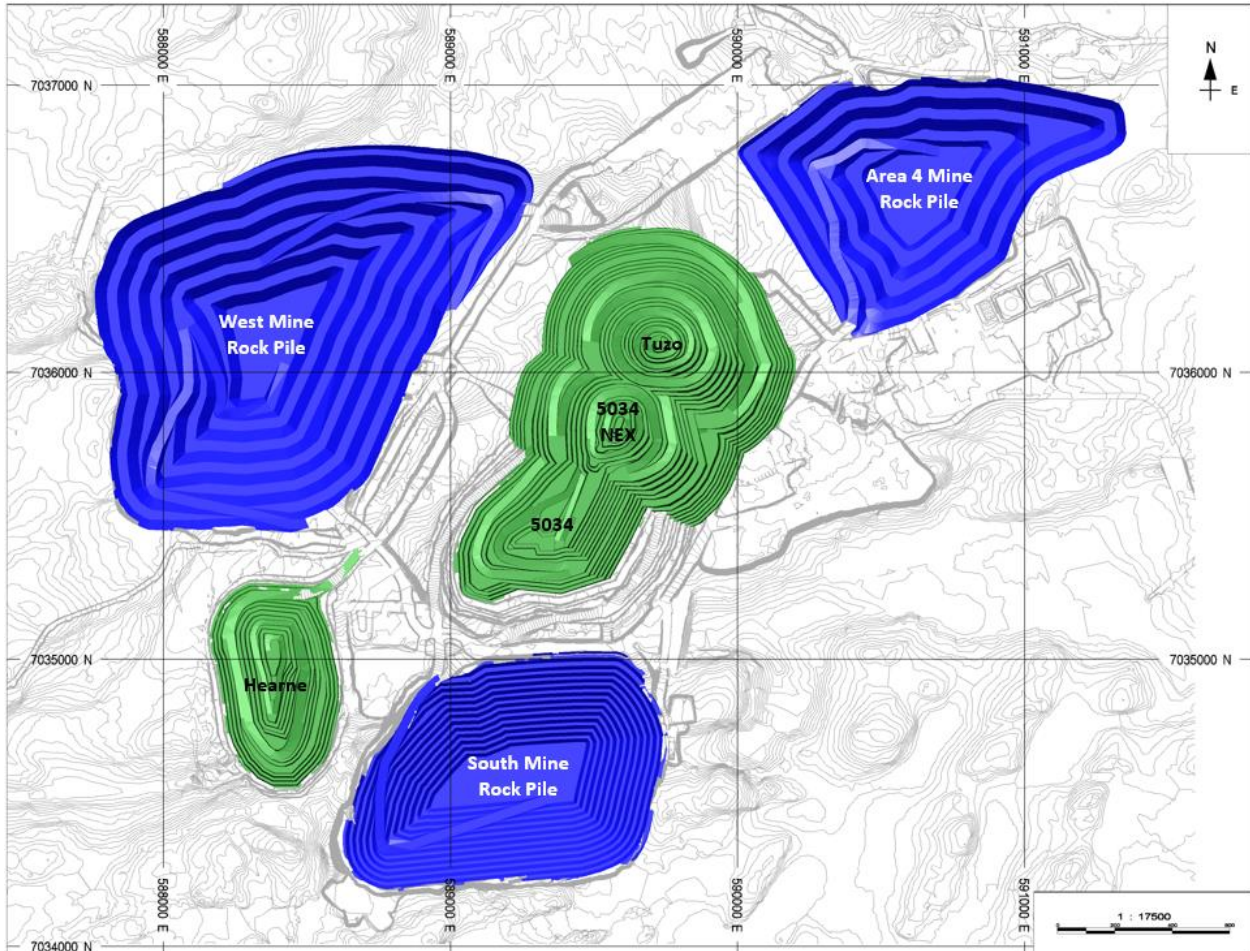 588000 E
589000 E
590000 E
591000 E
N
E
7037000 N
Area 4 Mine
Rock Pile
West Mine
Rock Pile
Tuzo
7036000 N
7036000 N
5034
NEX
5034
7035000 N
7035000 N
Hearne
South Mine
Rock Pile
588000 E
589000 E
590000 E
591000 E
7034000 N
1 : 17500